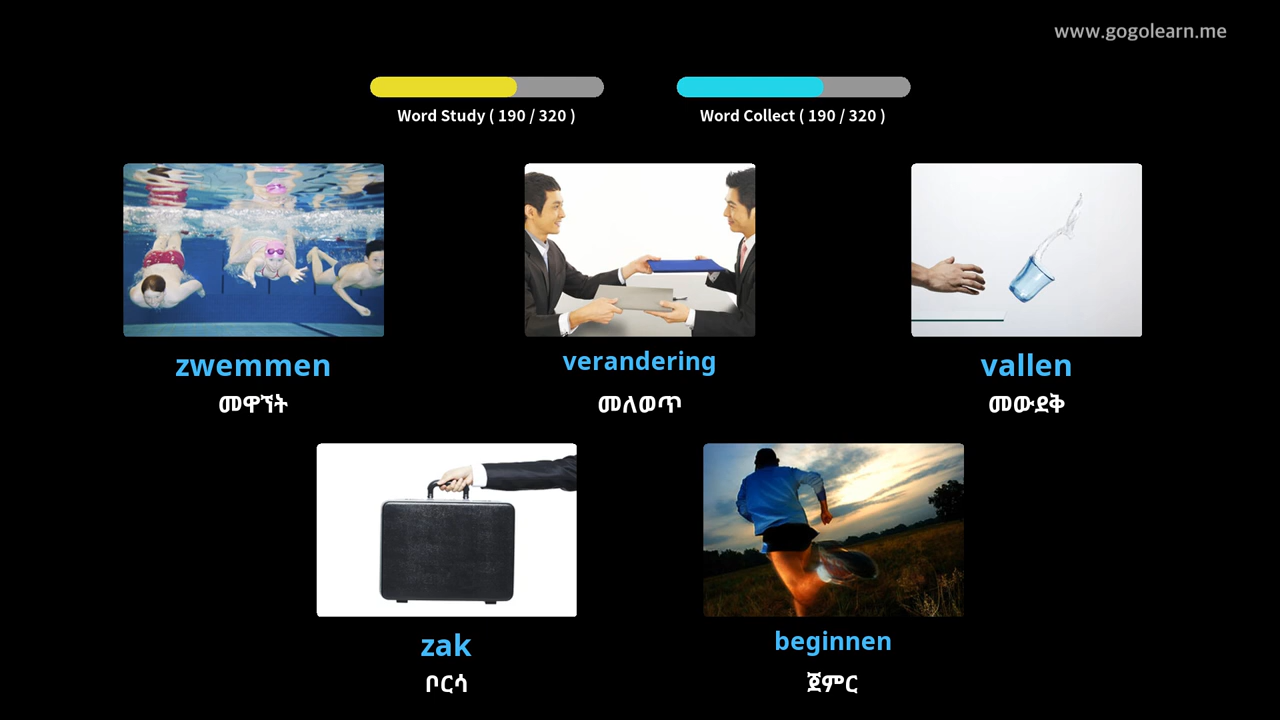 www.gogolearn.me
Word Study ( 190 / 320 )
Word Collect ( 190 / 320 )
zwemmen
መዋኘት
verandering
መለወጥ
vallen
መውደቅ
zak
ቦርሳ
beginnen
ጀምር